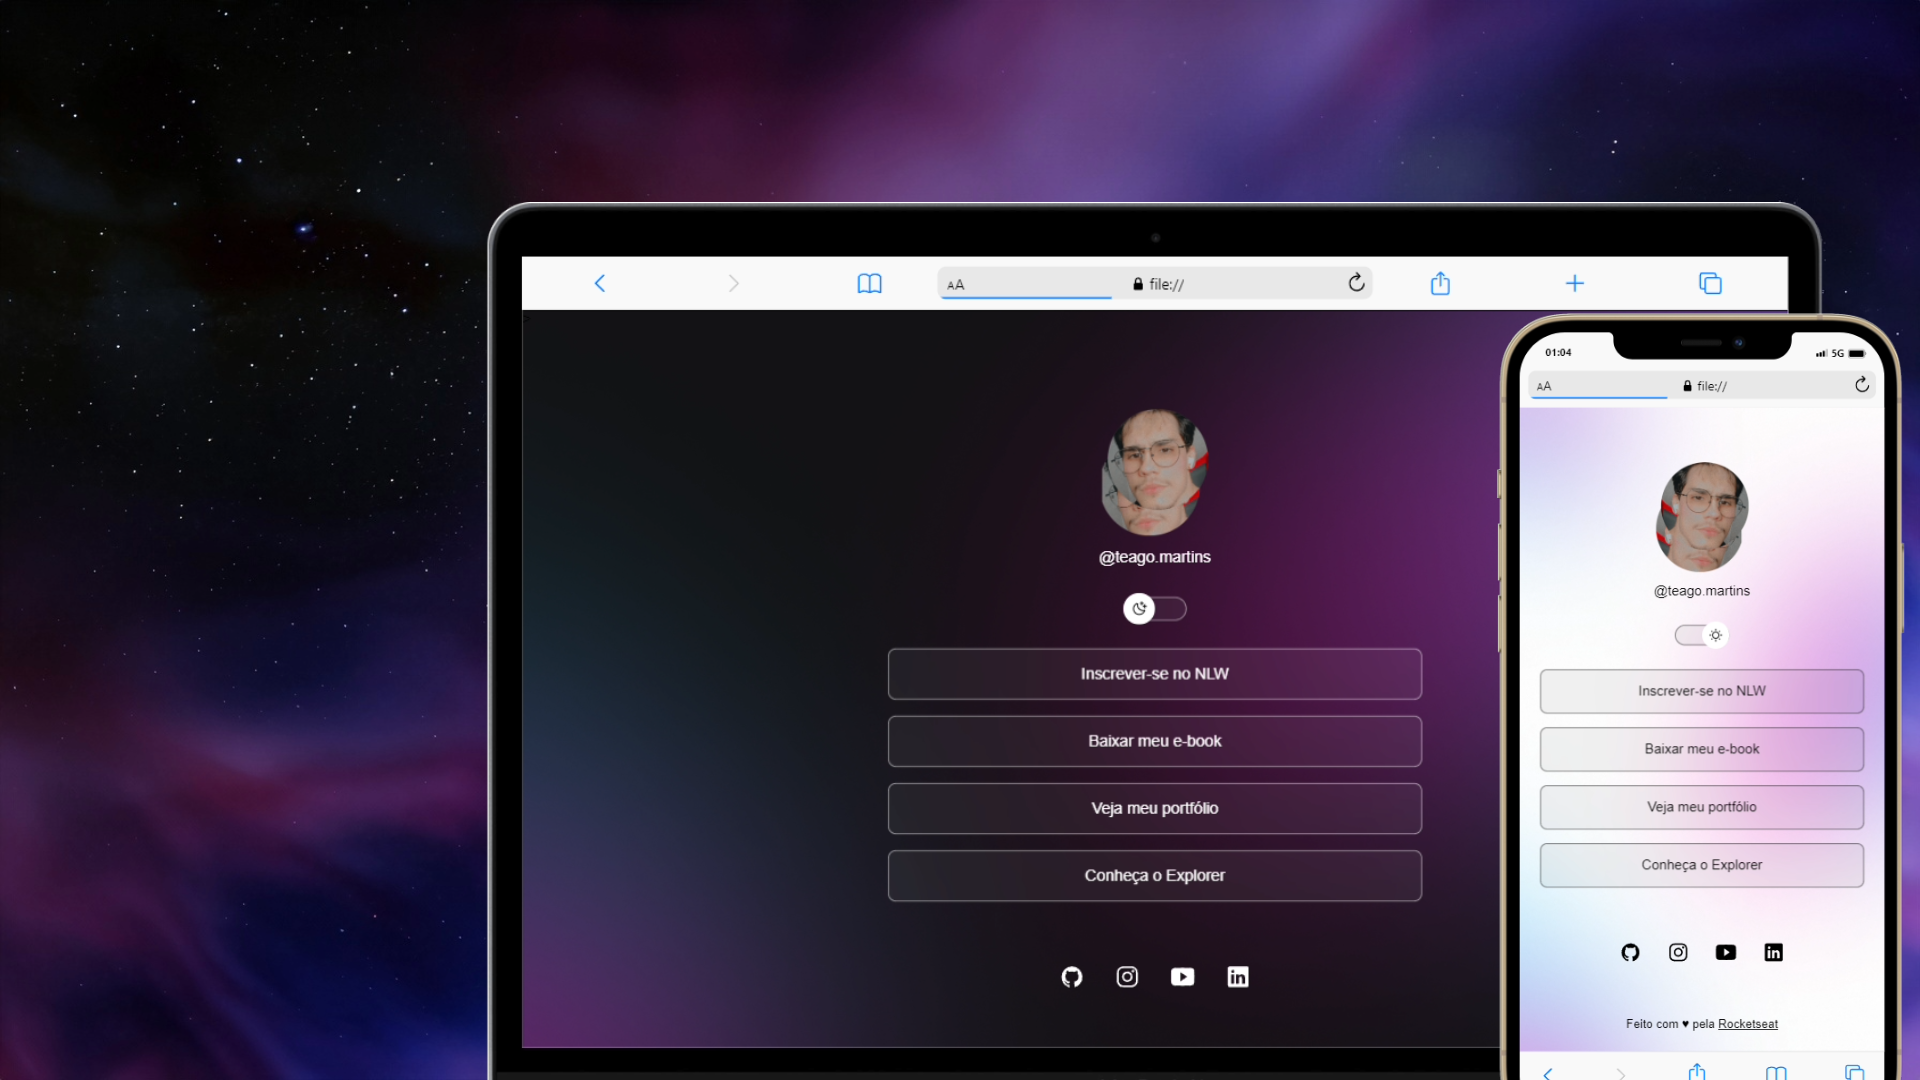 AA
file://
@teago.martins
Inscrever-se no NLW
Baixar meu e-book
Veja meu portfólio
Conheça o Explorer
in
01:04
5G
AA
file://
@teago.martins
Inscrever-se no NLW
Baixar meu e-book
Veja meu portfólio
Conheça o Explorer
in
Feito com ♥ pela Rocketseat